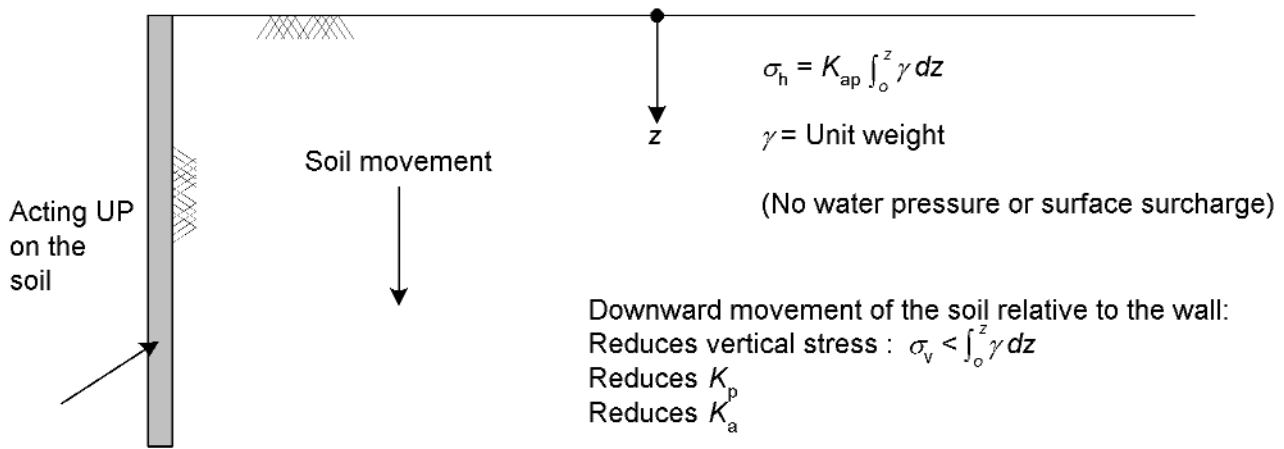 σh = Kap ∫oz γ dz
z
γ = Unit weight
Soil movement
(No water pressure or surface surcharge)
Acting UP
on the
soil
Downward movement of the soil relative to the wall:
Reduces vertical stress : σv < ∫oz γ dz
Reduces Kp
Reduces Ka